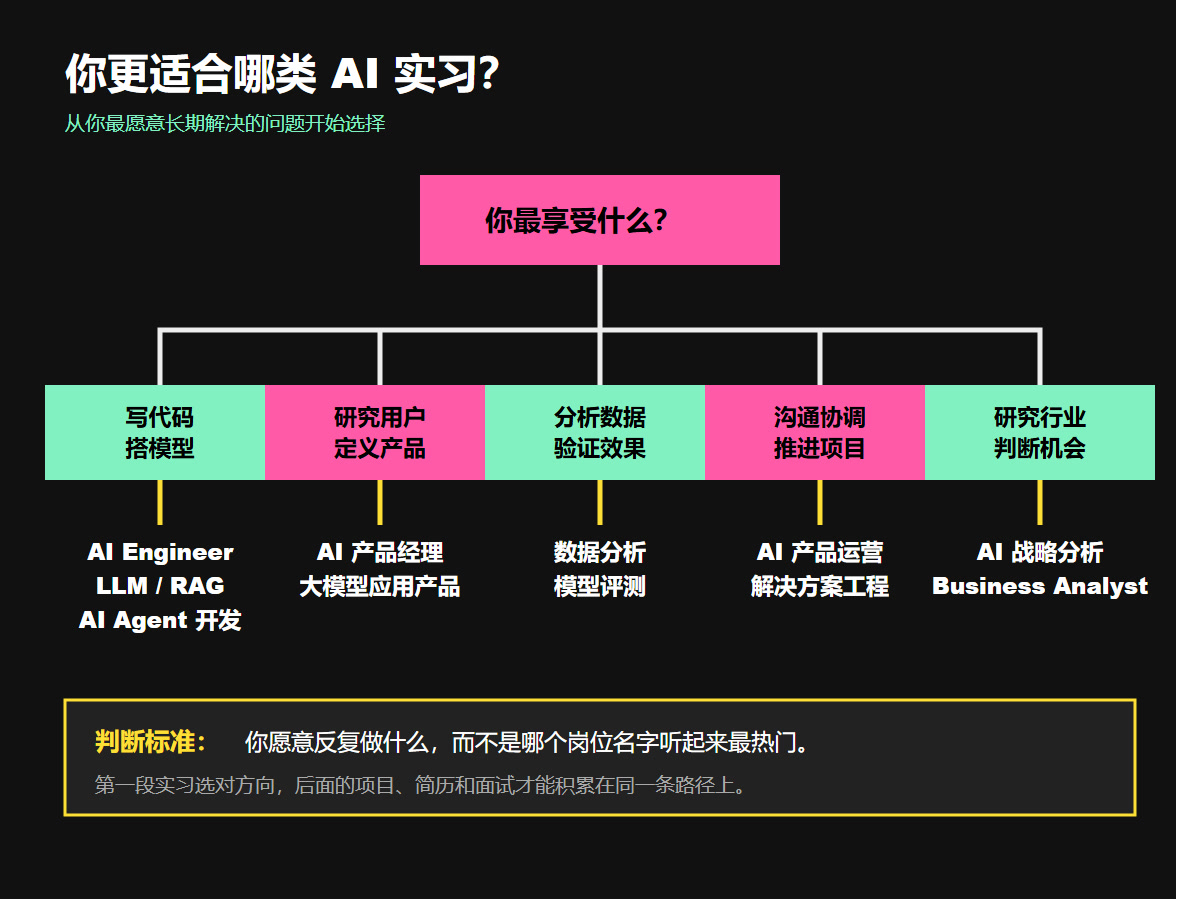 你更适合哪类 AI 实习？
从你最愿意长期解决的问题开始选择
你最享受什么？
写代码
搭模型
研究用户
定义产品
分析数据
验证效果
沟通协调
推进项目
研究行业
判断机会
AI Engineer
LLM / RAG
AI Agent 开发
AI 产品经理
大模型应用产品
数据分析
模型评测
AI 产品运营
解决方案工程
AI 战略分析
Business Analyst
判断标准： 你愿意反复做什么，而不是哪个岗位名字听起来最热门。
第一段实习选对方向，后面的项目、简历和面试才能积累在同一条路径上。